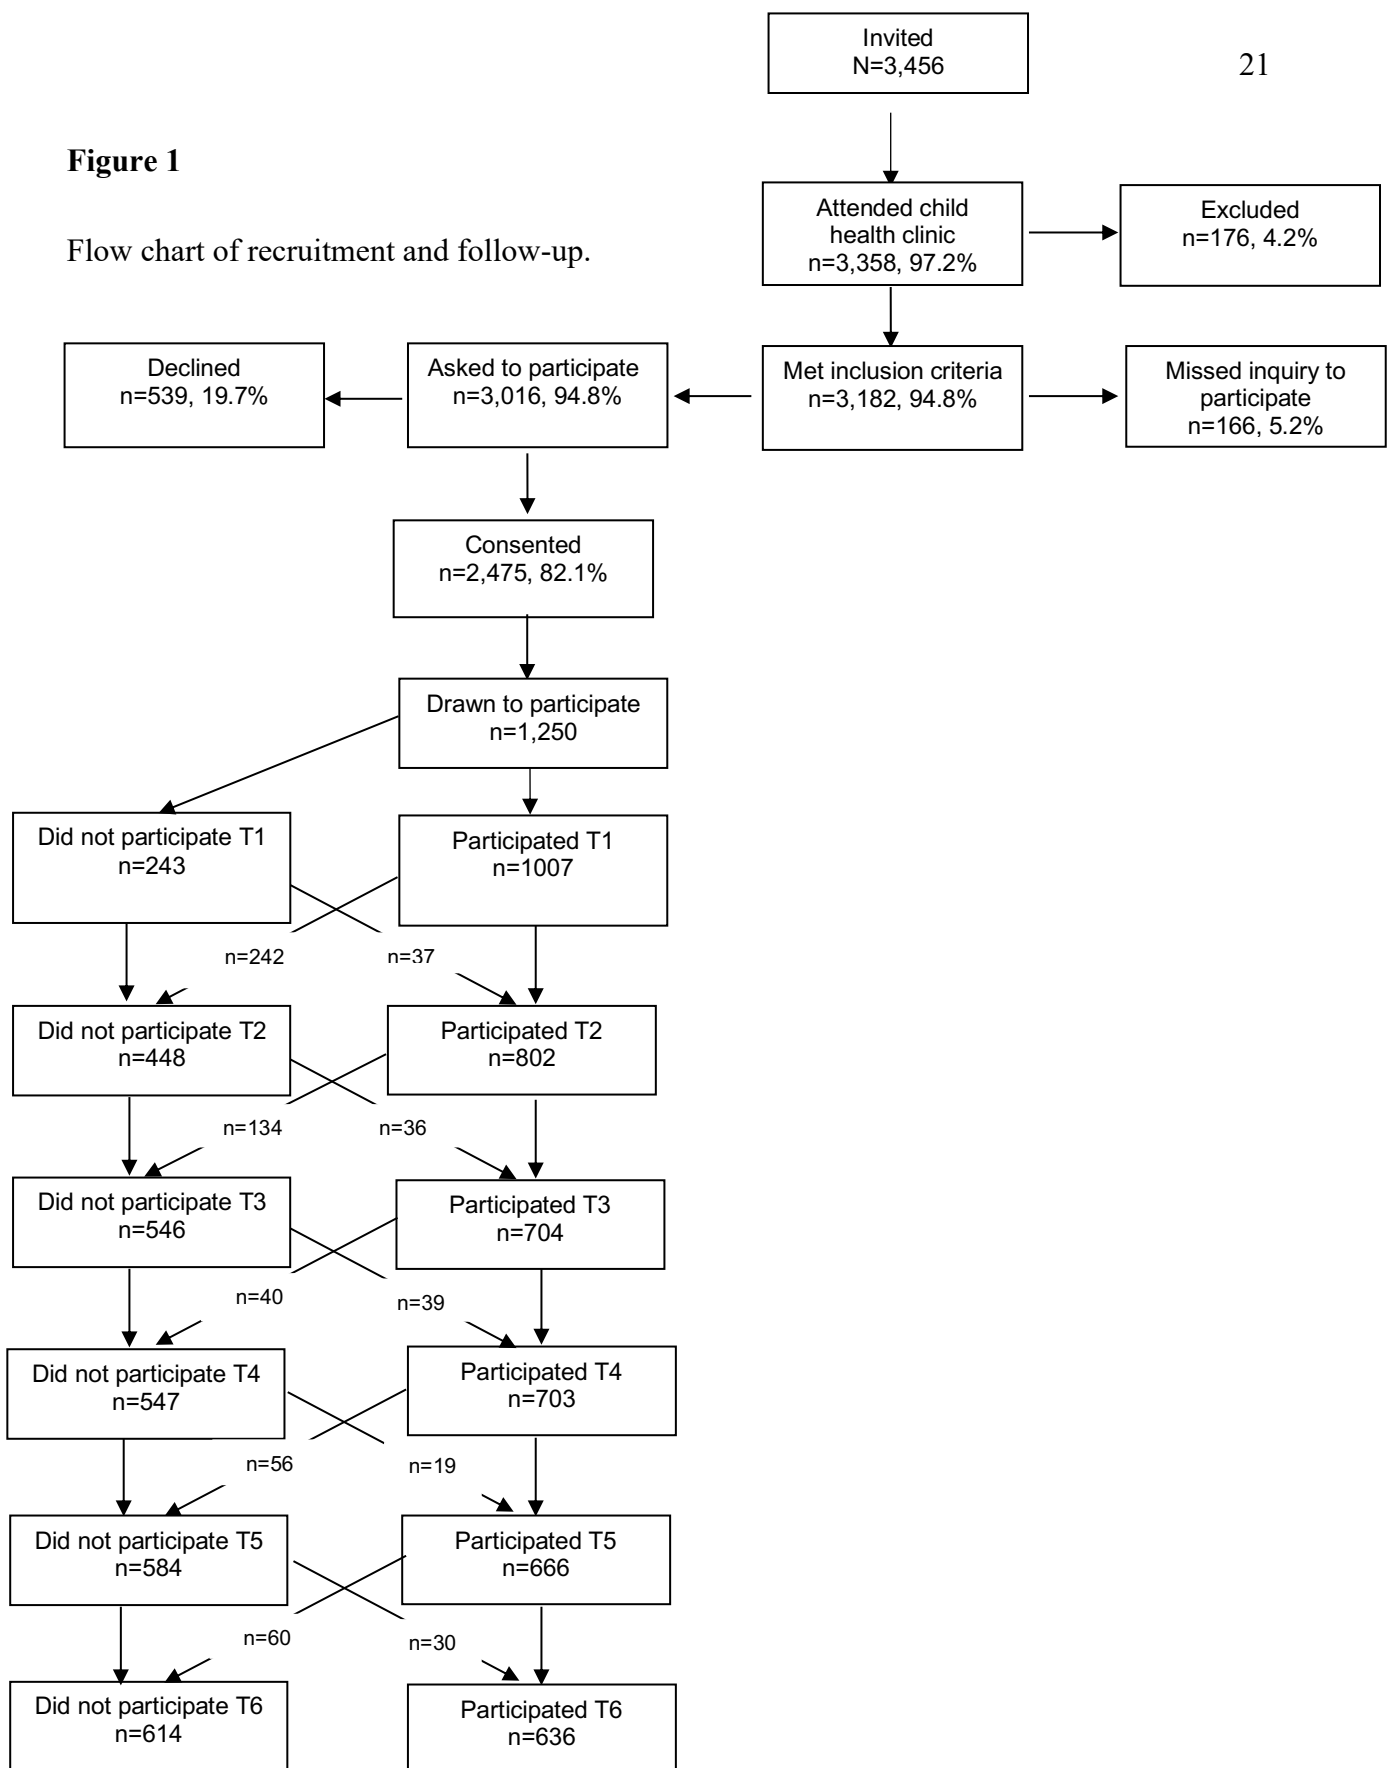 Invited
N=3,456
21
Figure 1
Flow chart of recruitment and follow-up.
Attended child
health clinic
n=3,358, 97.2%
Excluded
n=176, 4.2%
Declined
n=539, 19.7%
Asked to participate
n=3,016, 94.8%
Met inclusion criteria
n=3,182, 94.8%
Missed inquiry to
participate
n=166, 5.2%
Consented
n=2,475, 82.1%
Drawn to participate
n=1,250
Did not participate T1
n=243
Participated T1
n=1007
n=242
n=37
Did not participate T2
n=448
Participated T2
n=802
n=134
n=36
Did not participate T3
n=546
Participated T3
n=704
n=40
n=39
Did not participate T4
n=547
Participated T4
n=703
n=56
n=19
Did not participate T5
n=584
Participated T5
n=666
n=60
n=30
Did not participate T6
n=614
Participated T6
n=636